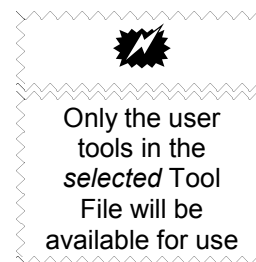 Only the user
tools in the
selected Tool
File will be
available for use